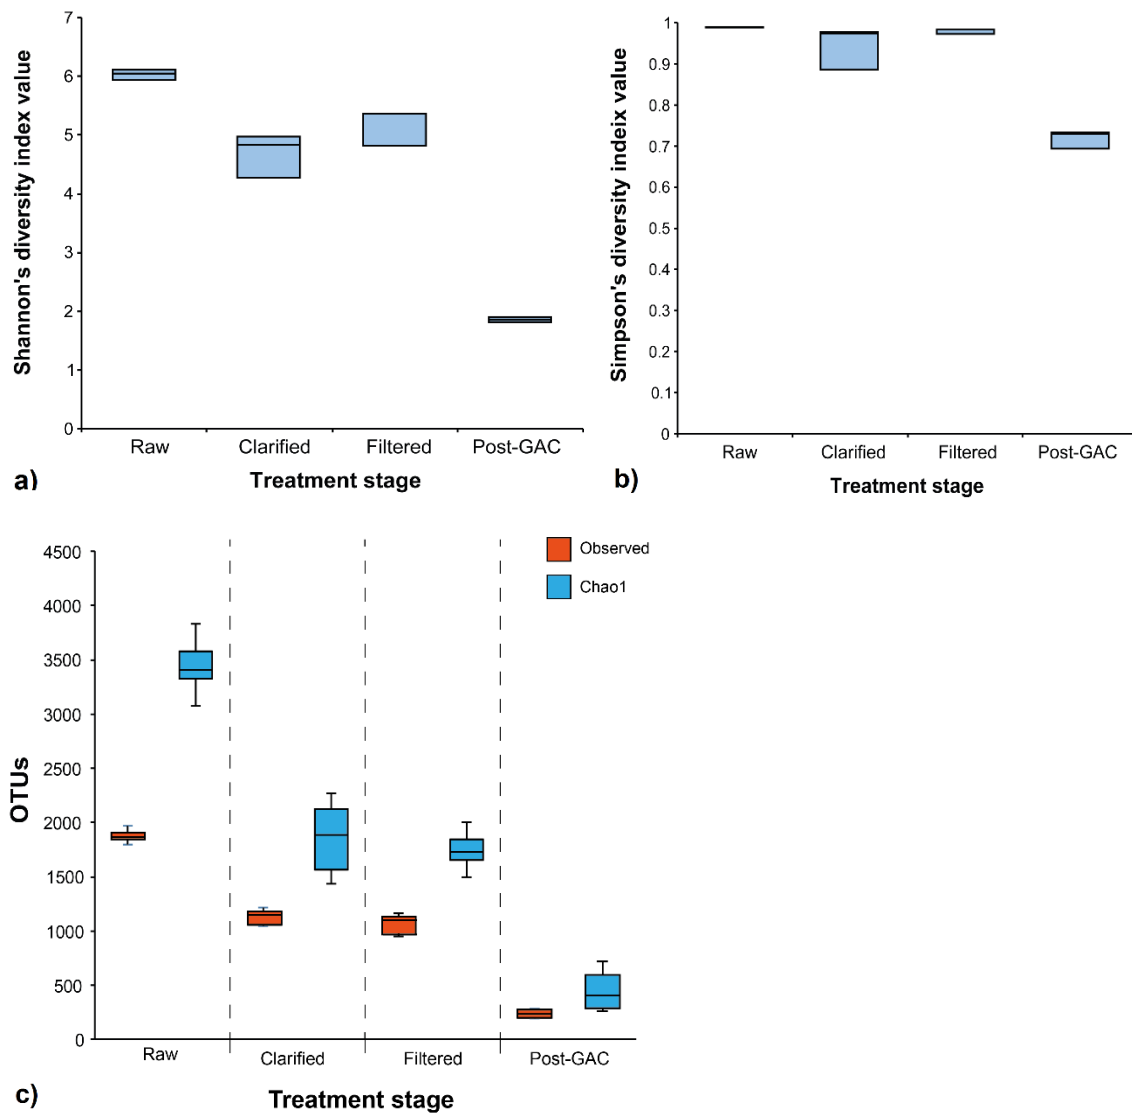 7
6
5
4
3
2
1
0
Shannon's diversity index value
Raw Clarified Filtered Post-GAC
Treatment stage
a)
1
0.9
0.8
0.7
0.6
0.5
0.4
0.3
0.2
0.1
0
Simpson's diversity indeix value
Raw Clarified Filtered Post-GAC
Treatment stage
b)
Observed
Chao1
4500
4000
3500
3000
2500
2000
1500
1000
500
0
OTUs
Raw Clarified Filtered Post-GAC
Treatment stage
c)